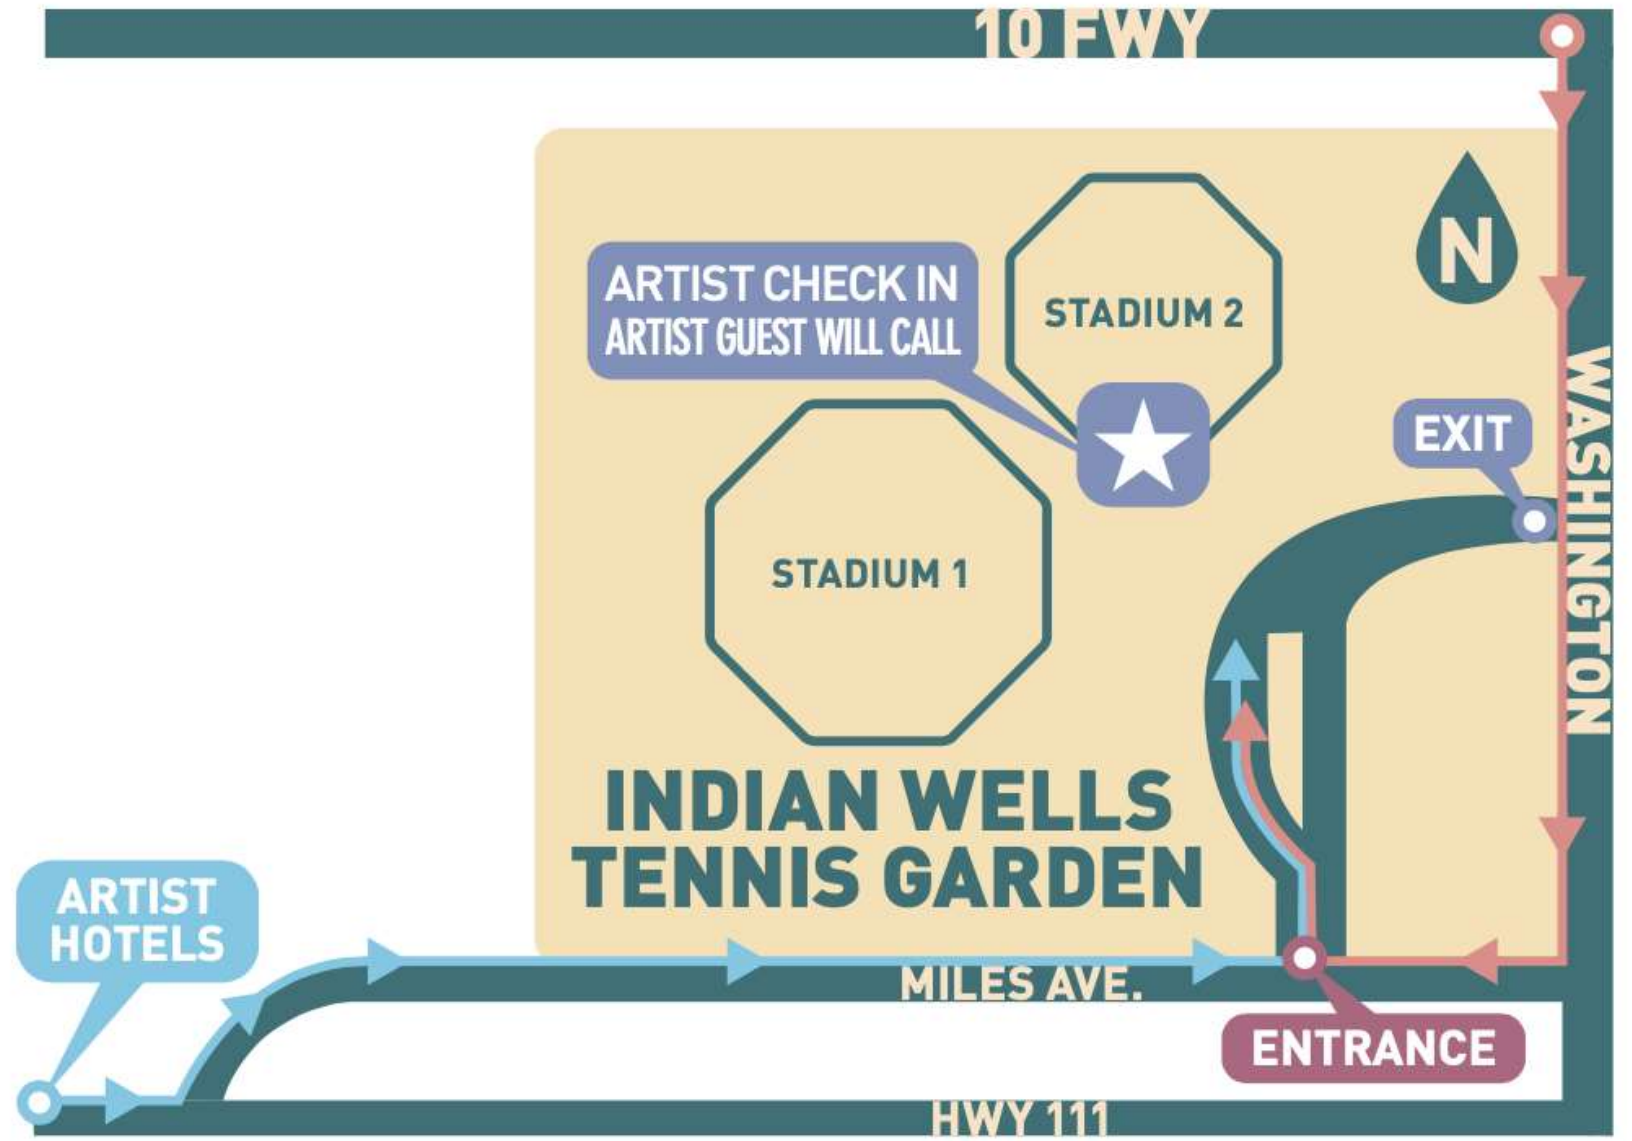 10 FWY
N
ARTIST CHECK IN
ARTIST GUEST WILL CALL
STADIUM 2
WASHINGTON
EXIT
STADIUM 1
INDIAN WELLS
TENNIS GARDEN
ARTIST
HOTELS
MILES AVE.
ENTRANCE
HWY 111